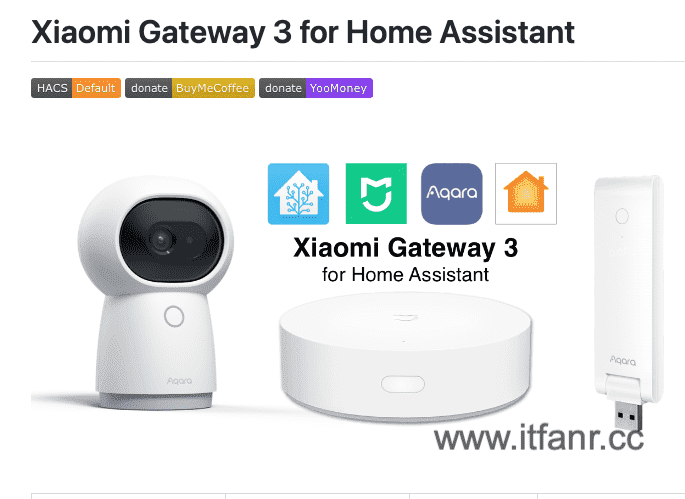 Xiaomi Gateway 3 for Home Assistant
HACS Default donate BuyMeCoffee donate YooMoney
Aqara
Xiaomi Gateway 3
for Home Assistant
Aqara
Aqara
www.itfanr.cc